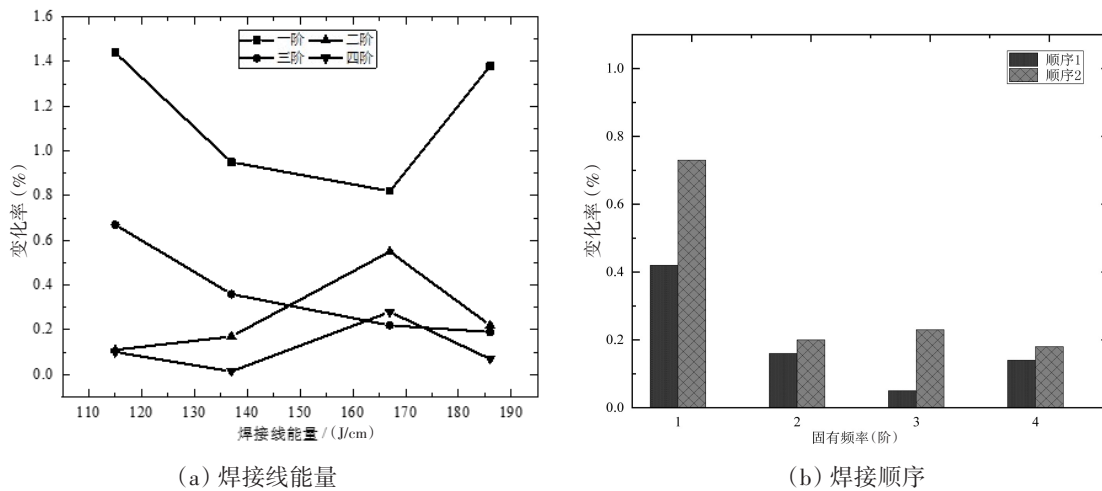 1.6
1.4
1.2
1.0
0.8
0.6
0.4
0.2
0.0
变化率(%)
一阶 二阶
三阶 四阶
110 120 130 140 150 160 170 180 190
焊接线能量/(J/cm)
(a)焊接线能量
1.0
0.8
0.6
0.4
0.2
0.0
变化率(%)
顺序1
顺序2
1 2 3 4
固有频率(阶)
(b)焊接顺序